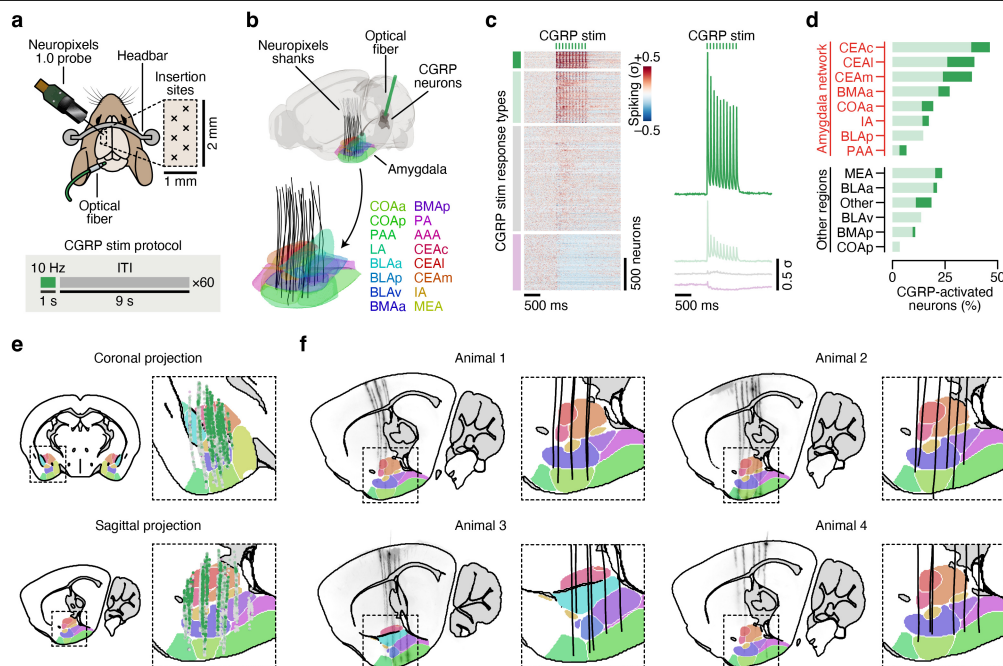 a
Neuropixels
1.0 probe
Headbar
Insertion
sites
2 mm
1 mm
Optical
fiber
CGRP stim protocol
10 Hz
ITI
×60
1 s
9 s
b
Neuropixels
shanks
Optical
fiber
CGRP
neurons
Amygdala
COAa BMAp
COAp PA
PAA AAA
LA CEAc
BLAa CEAl
BLAp CEAm
BLAv IA
BMAa MEA
c
CGRP stim response types
CGRP stim
+0.5
Spiking (σ)
−0.5
500 neurons
500 ms
CGRP stim
0.5 σ
500 ms
d
Amygdala network
CEAc
CEAl
CEAm
BMAa
COAa
IA
BLAp
PAA
Other regions
MEA
BLAa
Other
BLAv
BMAp
COAp
0 50
CGRP-activated
neurons (%)
e
Coronal projection
Sagittal projection
f
Animal 1
Animal 2
Animal 3
Animal 4